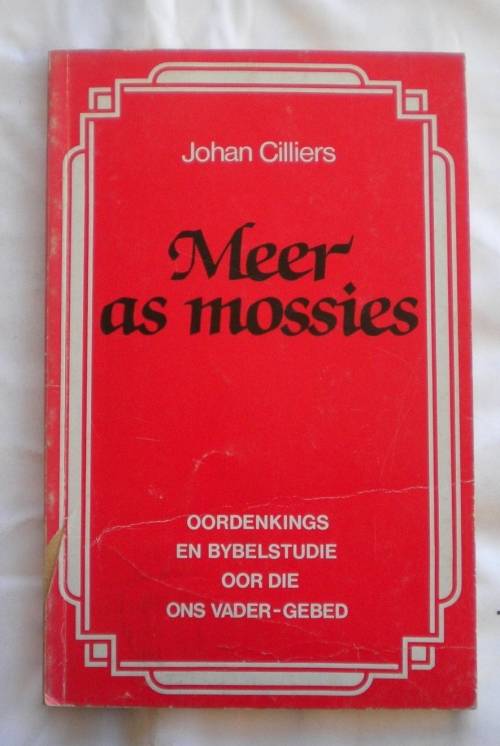 Johan Cilliers
Meer
as mossies
OORDENKINGS
EN BYBELSTUDIE
OOR DIE
ONS VADER-GEBED